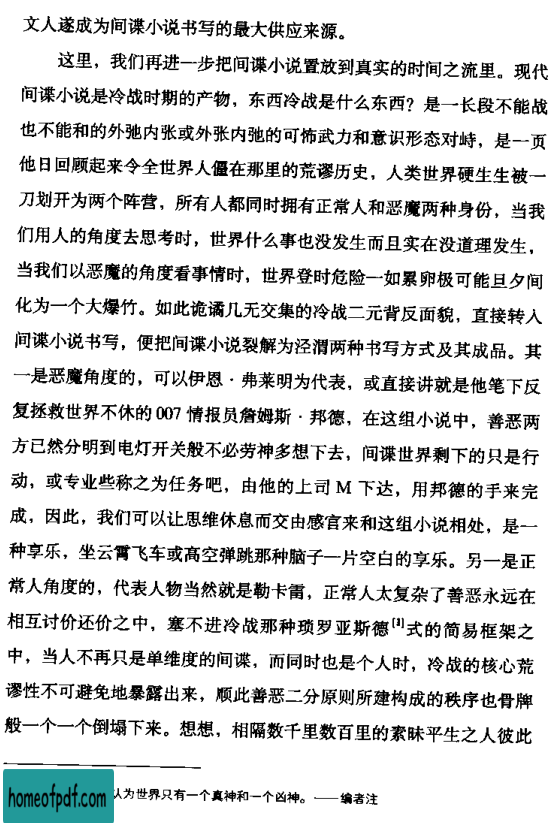 文人遂成为间谍小说书写的最大供应来源。
这里，我们再进一步把间谍小说置放到真实的时间之流里。现代
间谍小说是冷战时期的产物，东西冷战是什么东西？是一长段不能战
也不能和的外弛内张或外张内弛的可怖武力和意识形态对峙，是一页
他日回顾起来令全世界人僵在那里的荒谬历史，人类世界硬生生被一
刀划开为两个阵营，所有人都同时拥有正常人和恶魔两种身份，当我
们用人的角度去思考时，世界什么事也没发生而且实在没道理发生，
当我们以恶魔的角度看事情时，世界登时危险一如累卵极可能旦夕间
化为一个大爆竹。如此诡谲几无交集的冷战二元背反面貌，直接转入
间谍小说书写，便把间谍小说裂解为泾渭两种书写方式及其成品。其
一是恶魔角度的，可以伊恩·弗莱明为代表，或直接讲就是他笔下反
复拯救世界不休的 007 情报员詹姆斯·邦德，在这组小说中，善恶两
方已然分明到电灯开关般不必劳神多想下去，间谍世界剩下的只是行
动，或专业些称之为任务吧，由他的上司 M 下达，用邦德的手来完
成，因此，我们可以让思维休息而交由感官来和这组小说相处，是一
种享乐，坐云霄飞车或高空弹跳那种脑子一片空白的享乐。另一是正
常人角度的，代表人物当然就是勒卡雷，正常人太复杂了善恶永远在
相互讨价还价之中，塞不进冷战那种琐罗亚斯德[1]式的简易框架之
中，当人不再只是单维度的间谍，而同时也是个人时，冷战的核心荒
谬性不可避免地暴露出来，顺此善恶二分原则所建构成的秩序也骨牌
般一个一个倒塌下来。想想，相隔数千里数百里的素昧平生之人彼此
认为世界只有一个真神和一个凶神。——编者注
homeofpdf.com